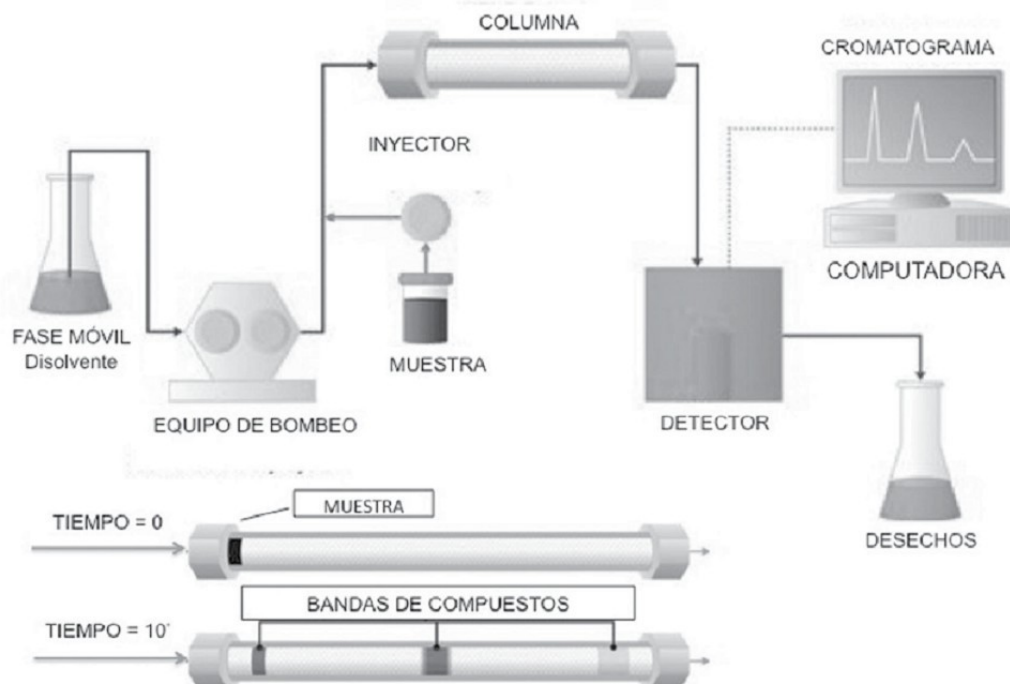 COLUMNA
CROMATOGRAMA
INYECTOR
FASE MÓVIL
Disolvente
MUESTRA
EQUIPO DE BOMBEO
DETECTOR
COMPUTADORA
DESECHOS
MUESTRA
TIEMPO = 0
BANDAS DE COMPUESTOS
TIEMPO = 10'